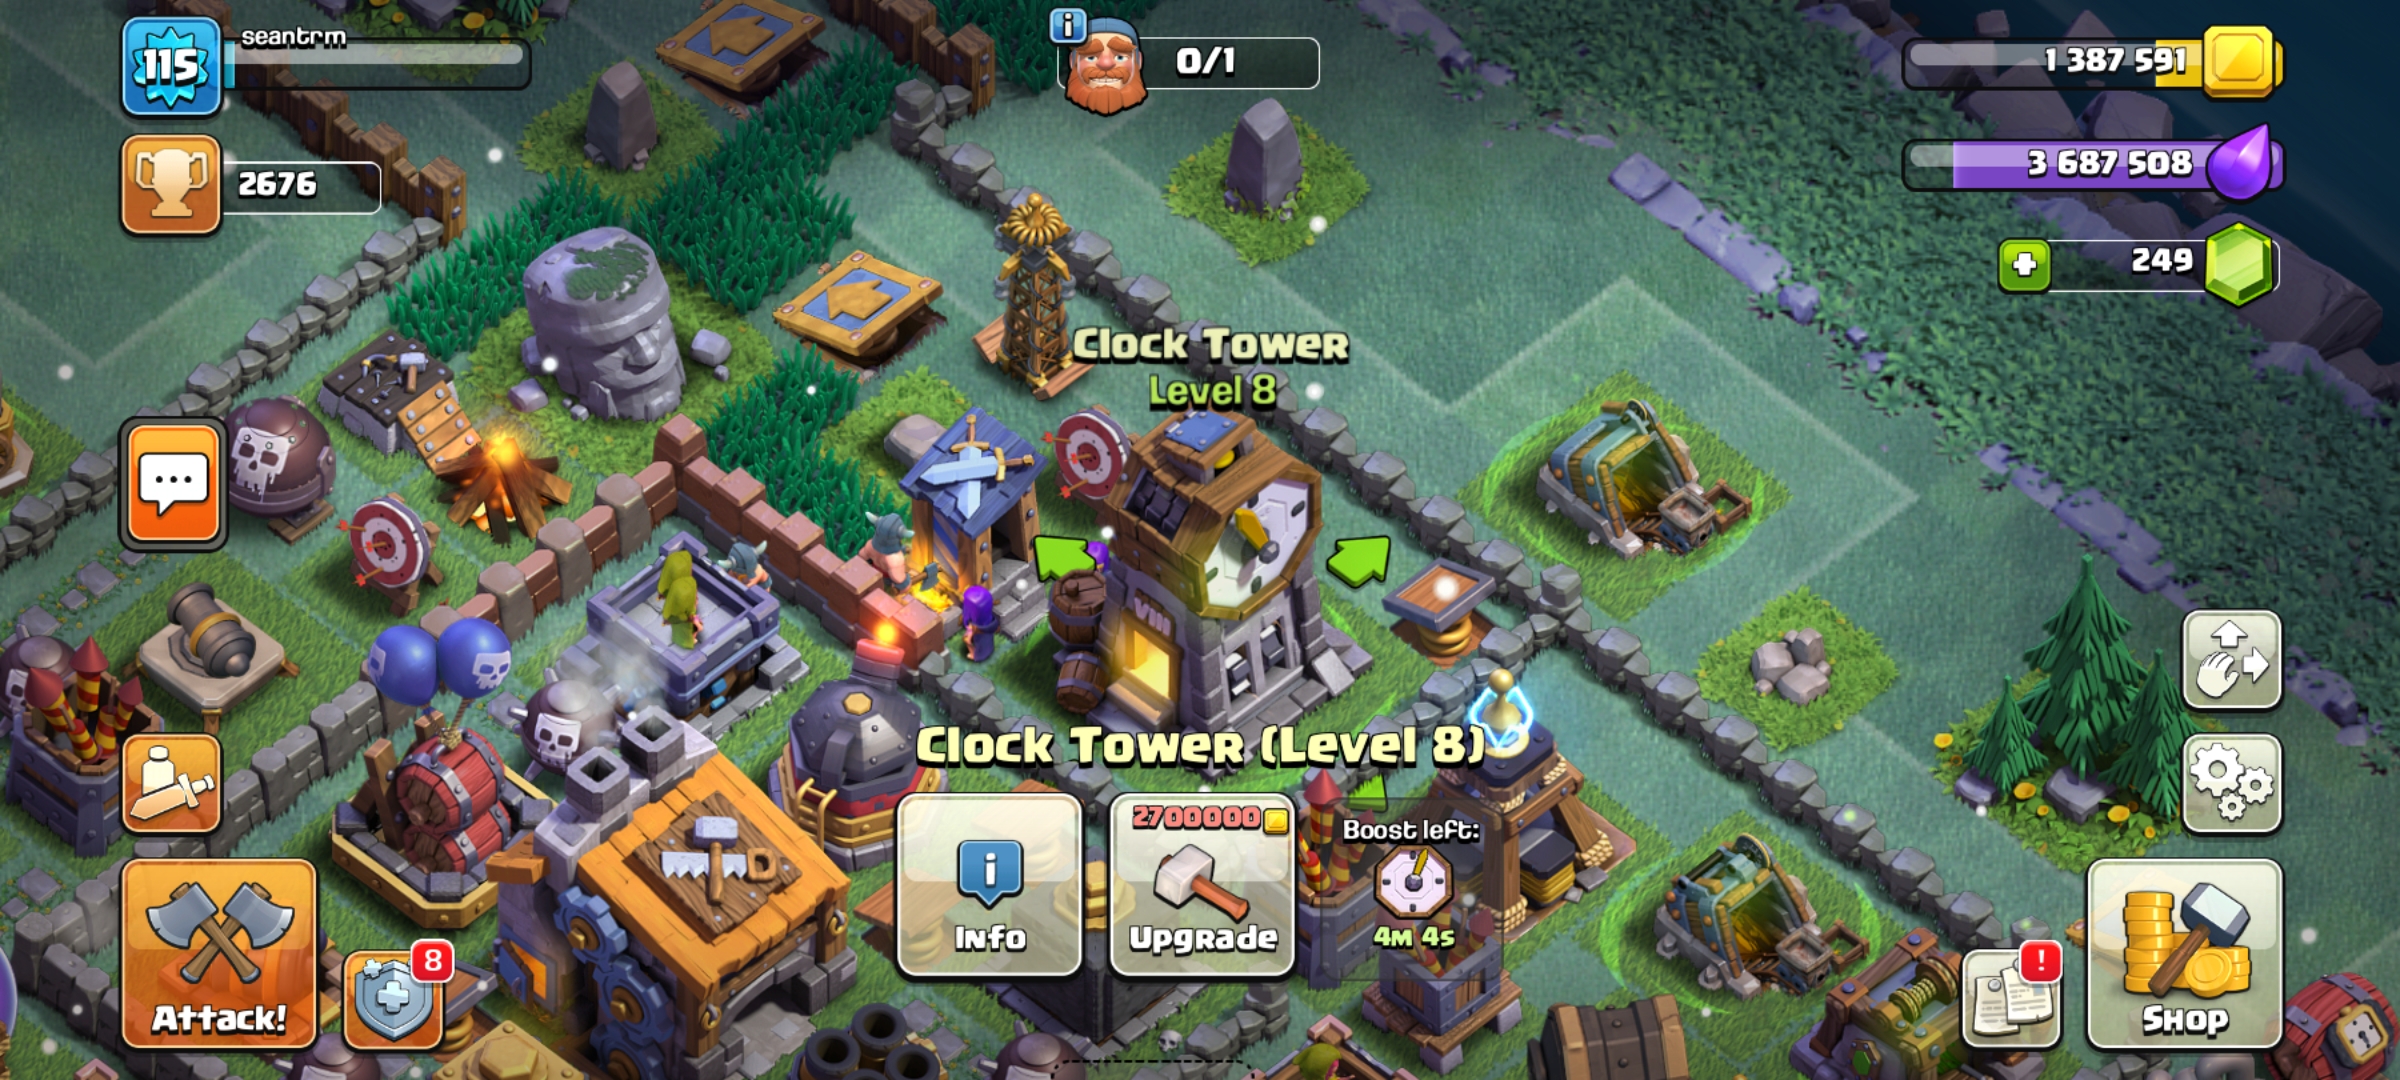 115
seantrm
0/1
1 387 591
2676
3 687 508
249
Clock Tower
Level 8
VIII
Clock Tower (Level 8)
2700000
Boost left:
Info
Upgrade
4m 4s
Attack!
8
!
Shop